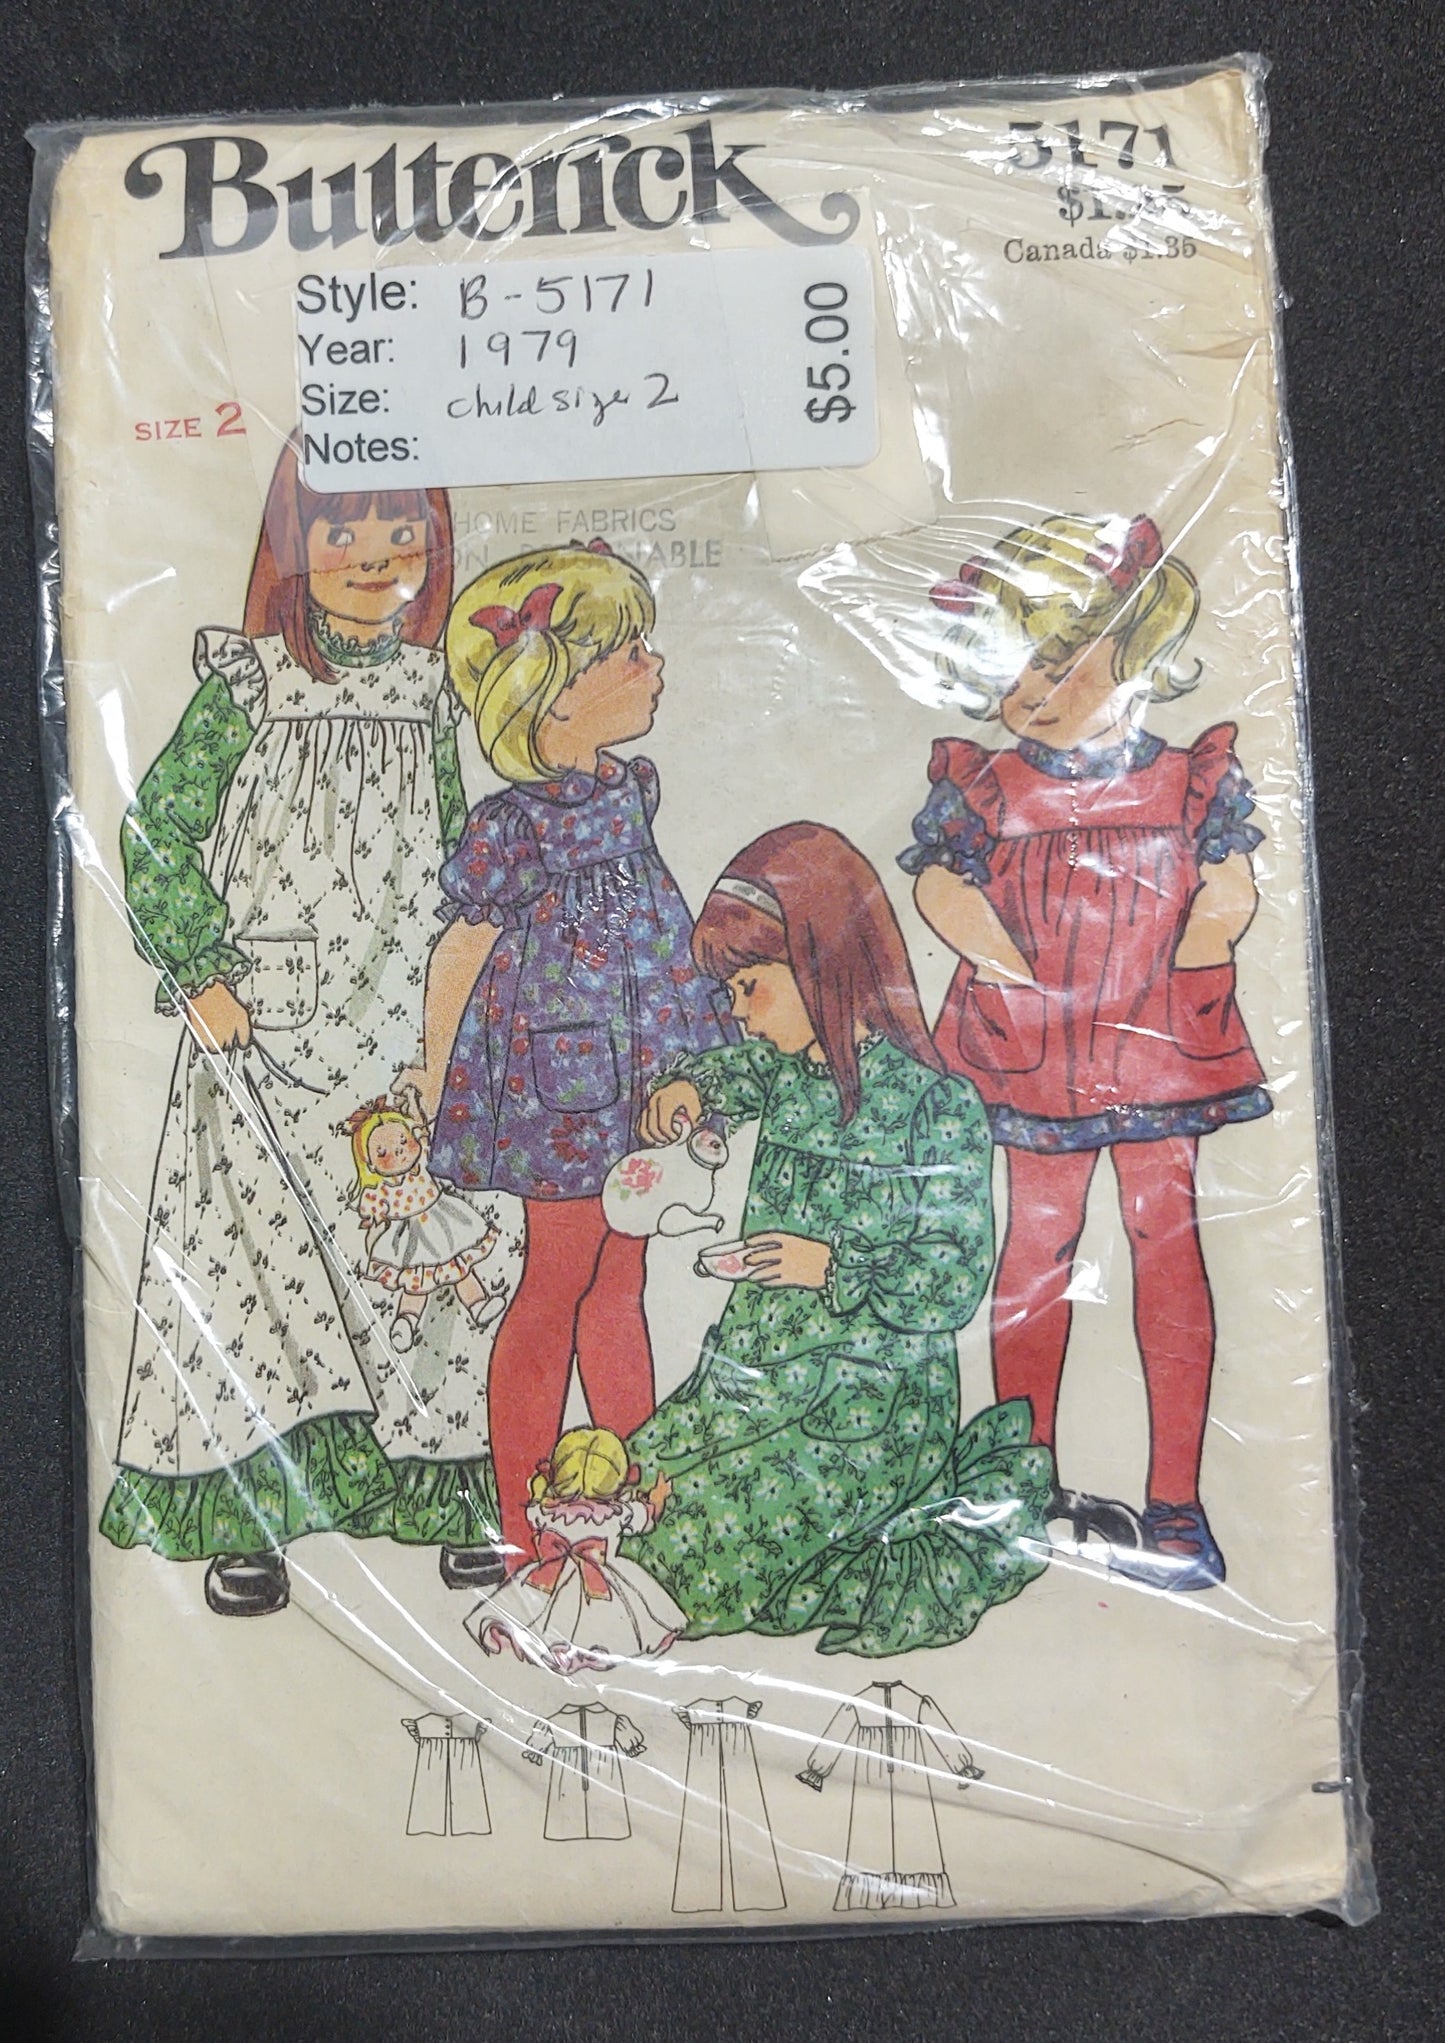 Butterick
5171
Canada $1.35
Style: B-5171
Year: 1979
Size: child size 2
Notes:
$5.00
SIZE 2
HOME FABRICS